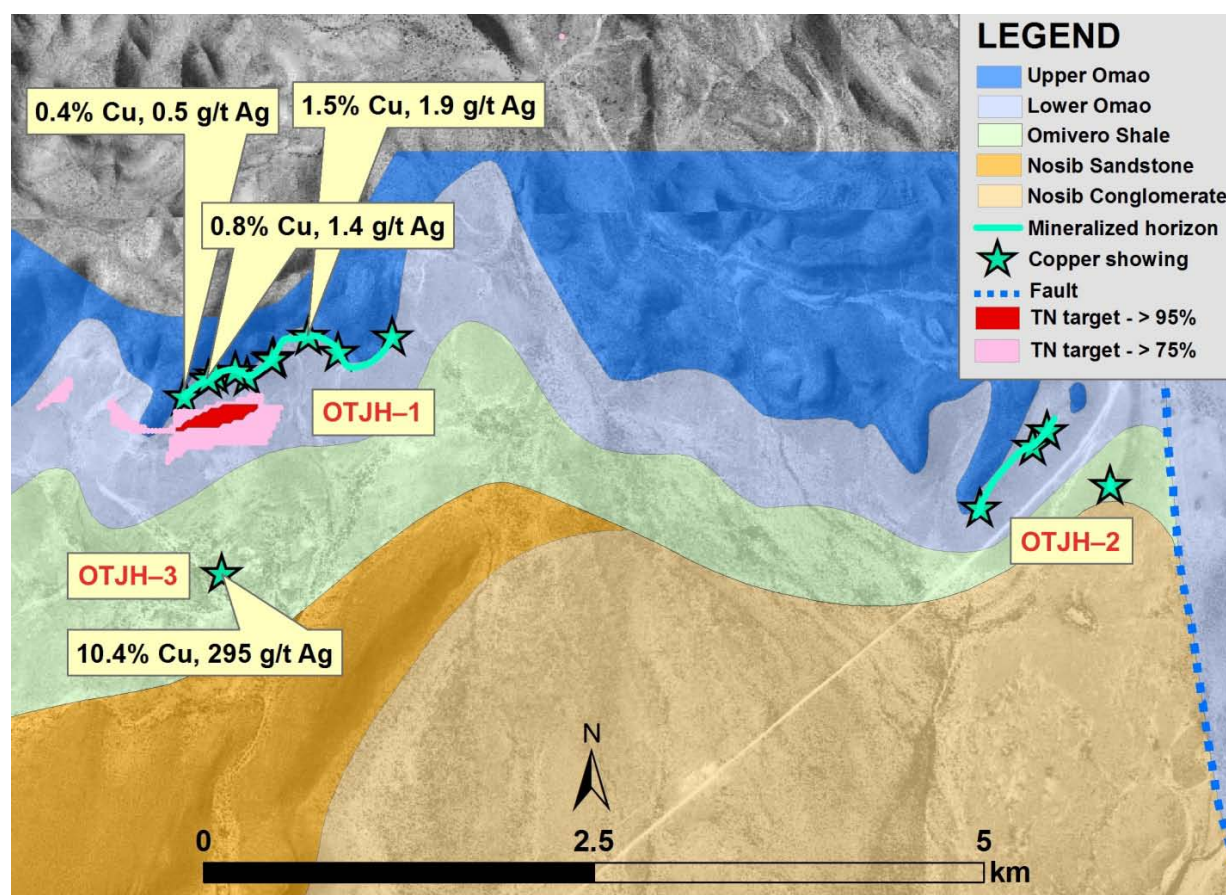 LEGEND
Upper Omao
Lower Omao
Omivero Shale
Nosib Sandstone
Nosib Conglomerate
Mineralized horizon
Copper showing
Fault
TN target - > 95%
TN target - > 75%
0.4% Cu, 0.5 g/t Ag
1.5% Cu, 1.9 g/t Ag
0.8% Cu, 1.4 g/t Ag
OTJH–1
OTJH–2
OTJH–3
10.4% Cu, 295 g/t Ag
N
0
2.5
5
km